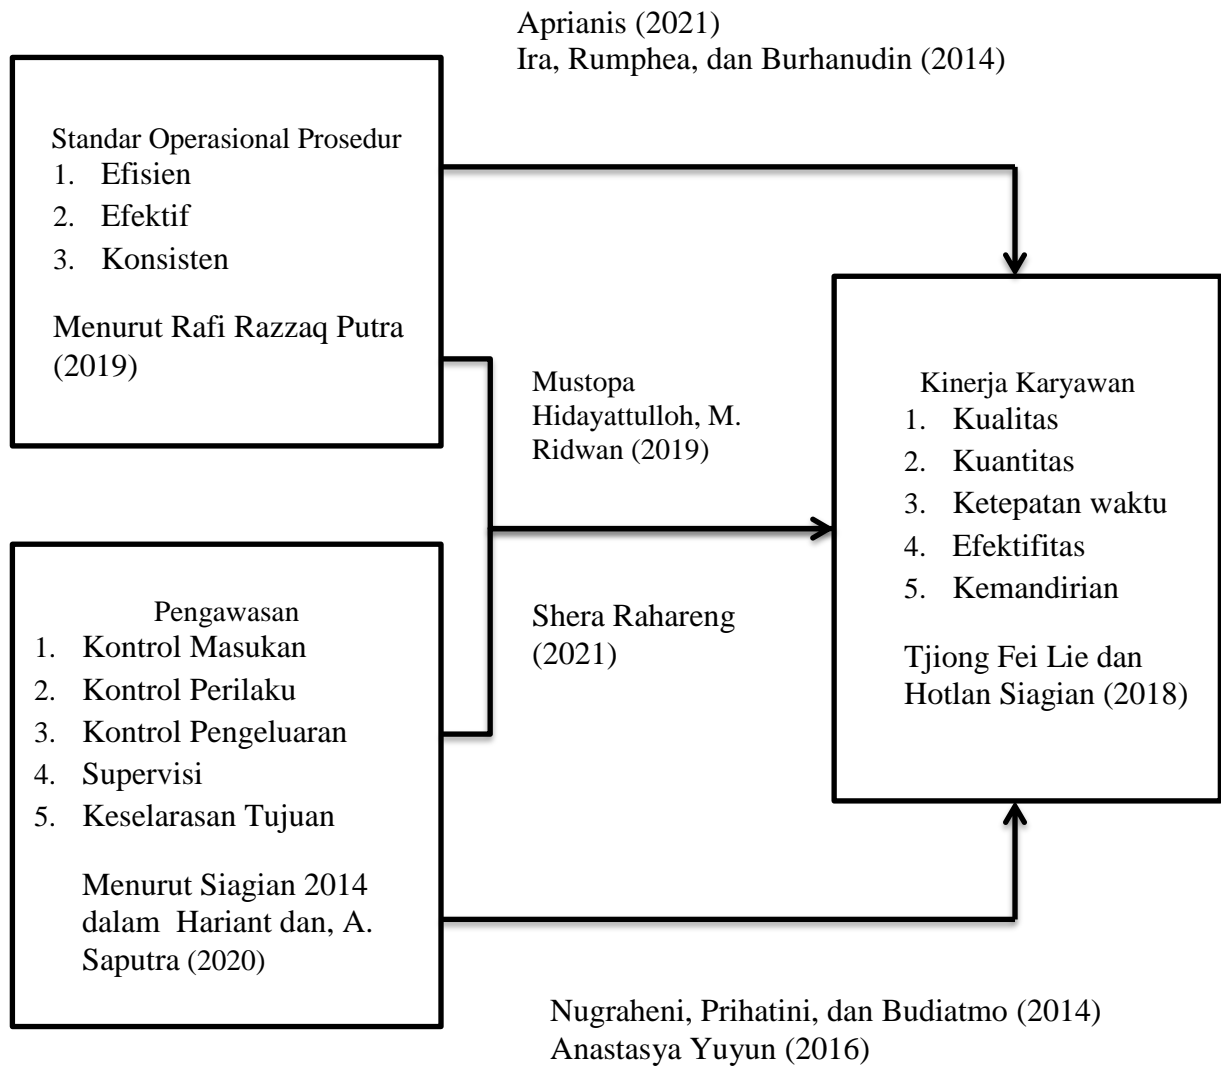 Aprianis (2021)
Ira, Rumphea, dan Burhanudin (2014)
Standar Operasional Prosedur
1. Efisien
2. Efektif
3. Konsisten
Menurut Rafi Razzaq Putra
(2019)
Mustopa
Hidayattulloh, M.
Ridwan (2019)
Kinerja Karyawan
1. Kualitas
2. Kuantitas
3. Ketepatan waktu
4. Efektifitas
5. Kemandirian
Tjiong Fei Lie dan
Hotlan Siagian (2018)
Pengawasan
1. Kontrol Masukan
2. Kontrol Perilaku
3. Kontrol Pengeluaran
4. Supervisi
5. Keselarasan Tujuan
Menurut Siagian 2014
dalam Hariant dan, A.
Saputra (2020)
Shera Rahareng
(2021)
Nugraheni, Prihatini, dan Budiatmo (2014)
Anastasya Yuyun (2016)